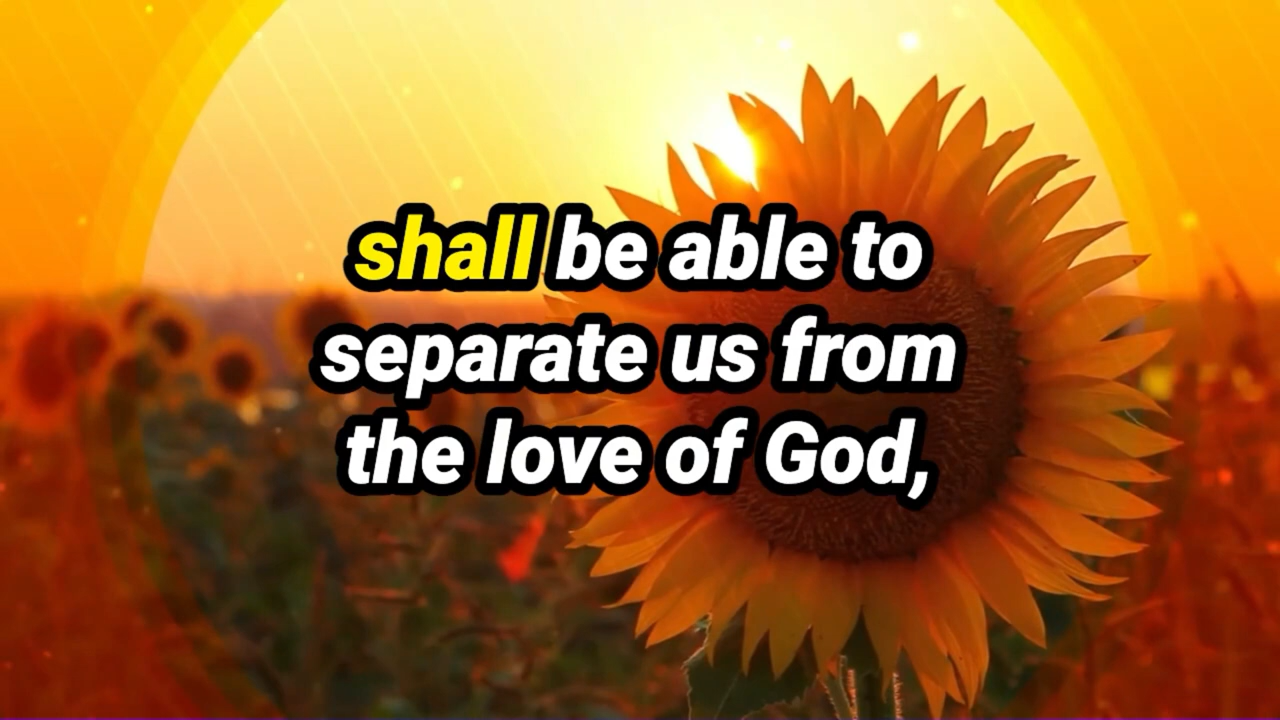 shall be able to
separate us from
the love of God,